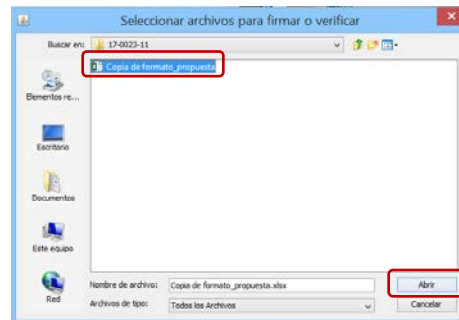 Seleccionar archivos para firmar o verificar
Buscar en: 17-0023-11
Copia de formato_propuesta
Elementos re...
Escritorio
Documentos
Este equipo
Red
Nombre de archivo: Copia de formato_propuesta.xlsx Abrir
Archivos de tipo: Todos los Archivos Cancelar